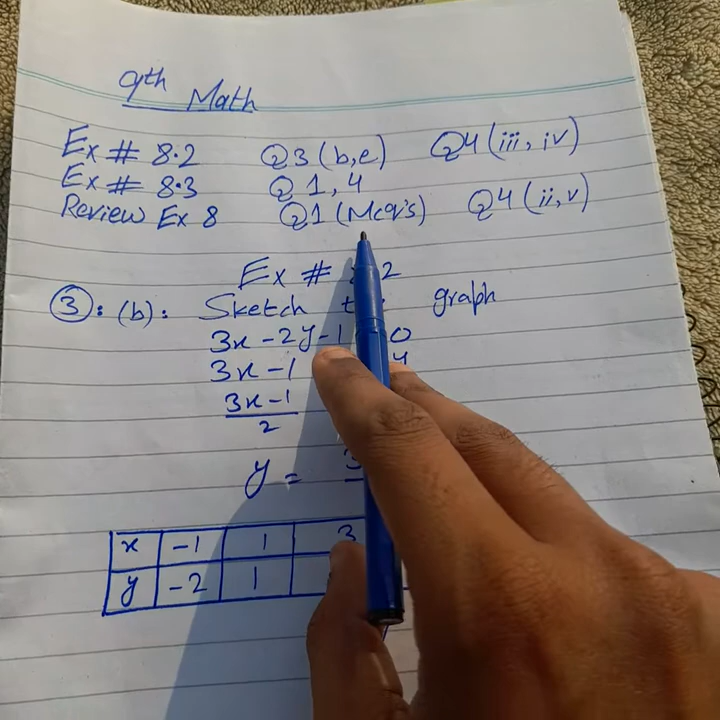 9th Math
Ex # 8.2 Q3 (b,e) Q4 (iii, iv)
Ex # 8.3 Q 1, 4
Review Ex 8 Q1 (Mcq's) Q4 (ii, v)
Ex # 2
3: (b): Sketch graph
3x - 2y - 1 0
3x - 1
3x - 1
2
y =
x -1 1 3
y -2 1